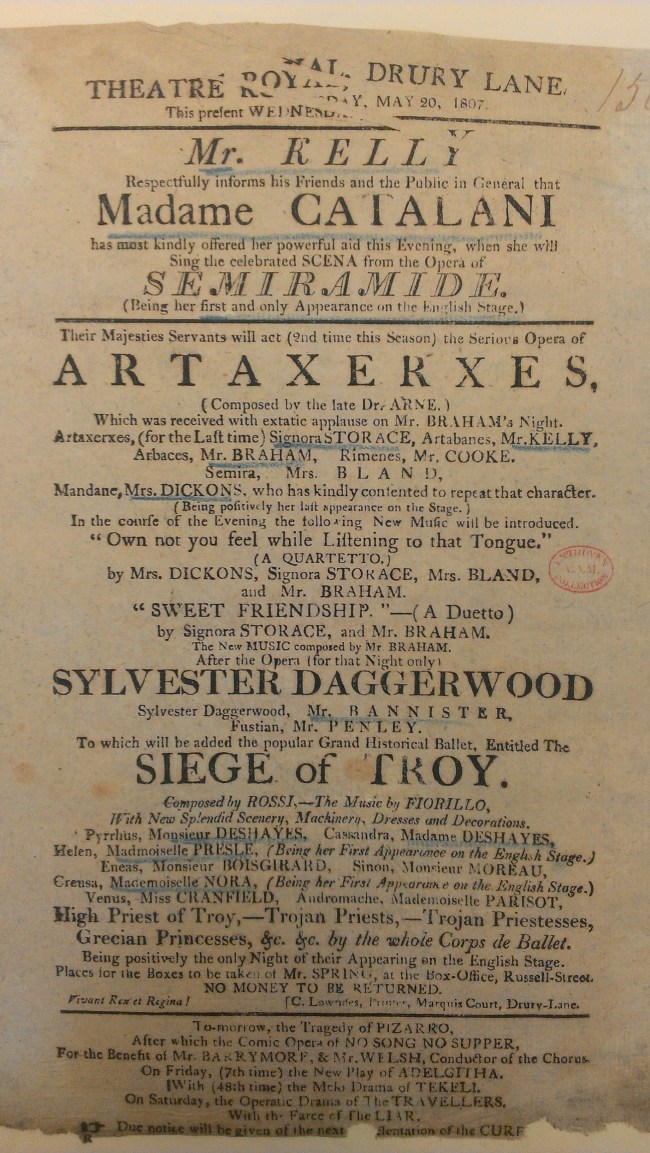 THEATRE ROYAL, DRURY LANE,
This preſent WEDNESDAY, MAY 20, 1807.
Mr. KELLY
Reſpectfully informs his Friends and the Public in General that
Madame CATALANI
has most kindly offered her powerful aid this Evening, when she will
Sing the celebrated SCENA from the Opera of
SEMIRAMIDE.
(Being her first and only Appearance on the English Stage.)
Their Majesties Servants will act (2nd time this Season) the Serious Opera of
ARTAXERXES,
(Composed by the late Dr. ARNE.)
Which was received with extatic applause on Mr. BRAHAM's Night.
Artaxerxes, (for the Laſt time) Signora STORACE, Artabanes, Mr. KELLY,
Arbaces, Mr. BRAHAM, Rimenes, Mr. COOKE.
Semira, Mrs. BLAND,
Mandane, Mrs. DICKONS, who has kindly conſented to repeat that character.
(Being poſitively her laſt appearance on the Stage.)
In the courſe of the Evening the following New Muſic will be introduced.
"Own not you feel while Liſtening to that Tongue."
(A QUARTETTO,)
by Mrs. DICKONS, Signora STORACE, Mrs. BLAND,
and Mr. BRAHAM.
"SWEET FRIENDSHIP."—(A Duetto)
by Signora STORACE, and Mr. BRAHAM.
The New MUSIC composed by Mr BRAHAM.
After the Opera (for that Night only)
SYLVESTER DAGGERWOOD
Sylvester Daggerwood, Mr. BANNISTER,
Fustian, Mr. PENLEY.
To which will be added the popular Grand Historical Ballet, Entitled The
SIEGE of TROY.
Composed by ROSSI,—The Music by FIORILLO,
With New Splendid Scenery, Machinery, Dresses and Decorations.
Pyrrhus, Monsieur DESHAYES, Cassandra, Madame DESHAYES,
Helen, Madmoiselle PRESLE, (Being her First Appearance on the English Stage.)
Eneas, Monsieur BOISGIRARD, Sinon, Monsieur MOREAU,
Creusa, Mademoiselle NORA, (Being her First Appearance on the English Stage.)
Venus, Miss CRANFIELD, Andromache, Mademoiselle PARISOT,
High Priest of Troy,—Trojan Priests,—Trojan Priestesses,
Grecian Princesses, &c. &c. by the whole Corps de Ballet.
Being positively the only Night of their Appearing on the English Stage.
Places for the Boxes to be taken of Mr. SPRING, at the Box-Office, Russell-Street.
NO MONEY TO BE RETURNED.
Vivant Rex et Regina! [C. Lowndes, Printer, Marquis Court, Drury-Lane.
To-morrow, the Tragedy of PIZARRO,
After which the Comic Opera of NO SONG NO SUPPER,
For the Benefit of Mr. BARRYMORE, & Mr. WELSH, Conductor of the Chorus.
On Friday, (7th time) the New Play of ADELGITHA.
[With (48th time) the Melo Drama of TEKELI.
On Saturday, the Operatic Drama of The TRAVELLERS.
With the Farce of The LIAR.
Due notice will be given of the next ſentation of the CURF